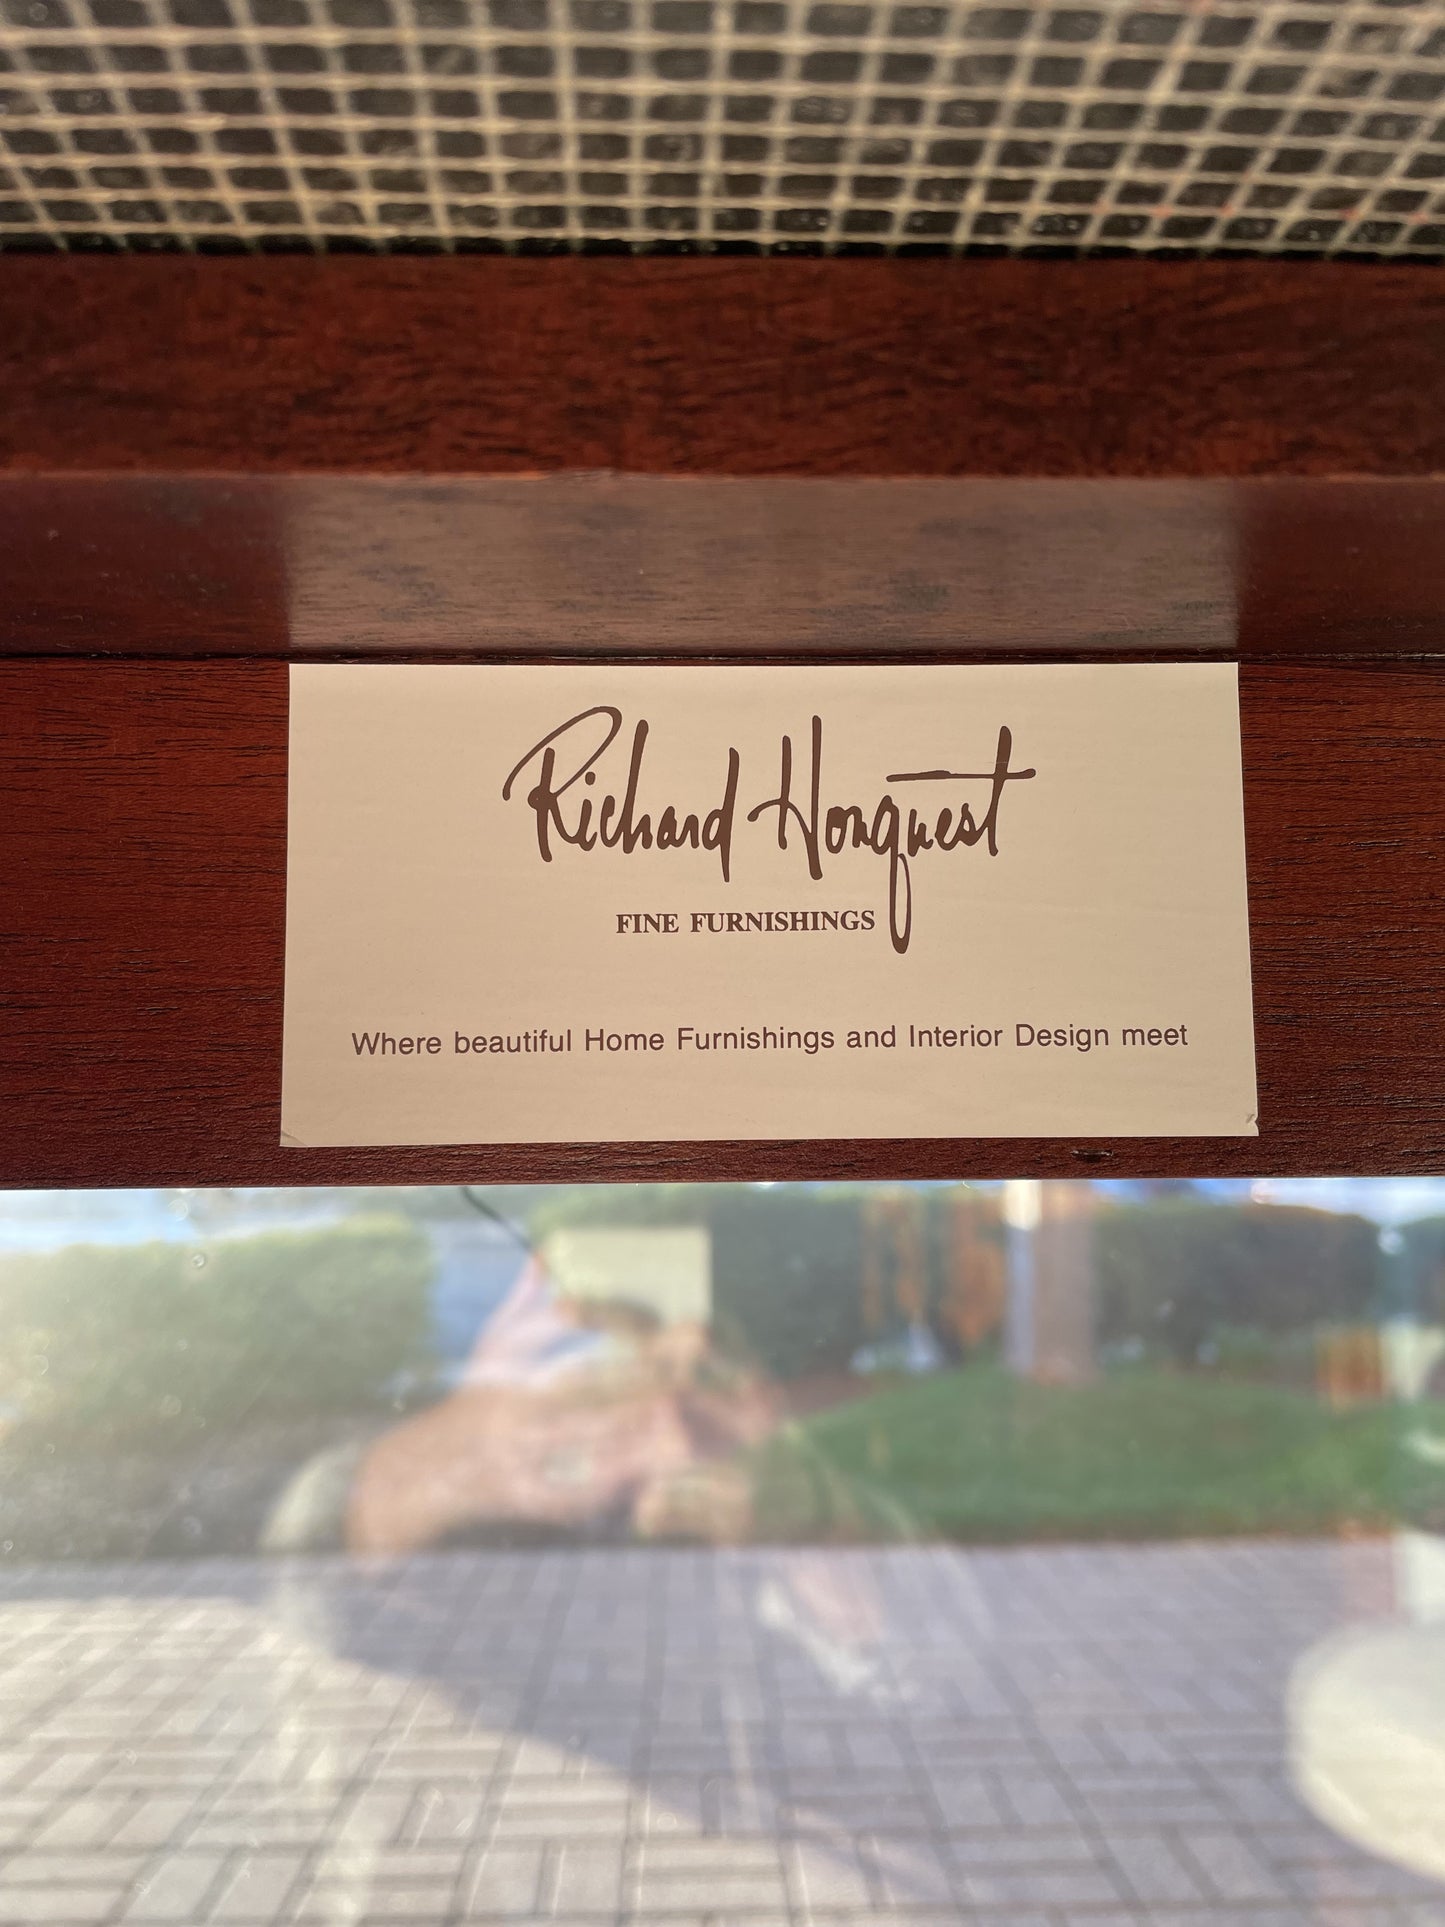 Richard Honquest
FINE FURNISHINGS
Where beautiful Home Furnishings and Interior Design meet